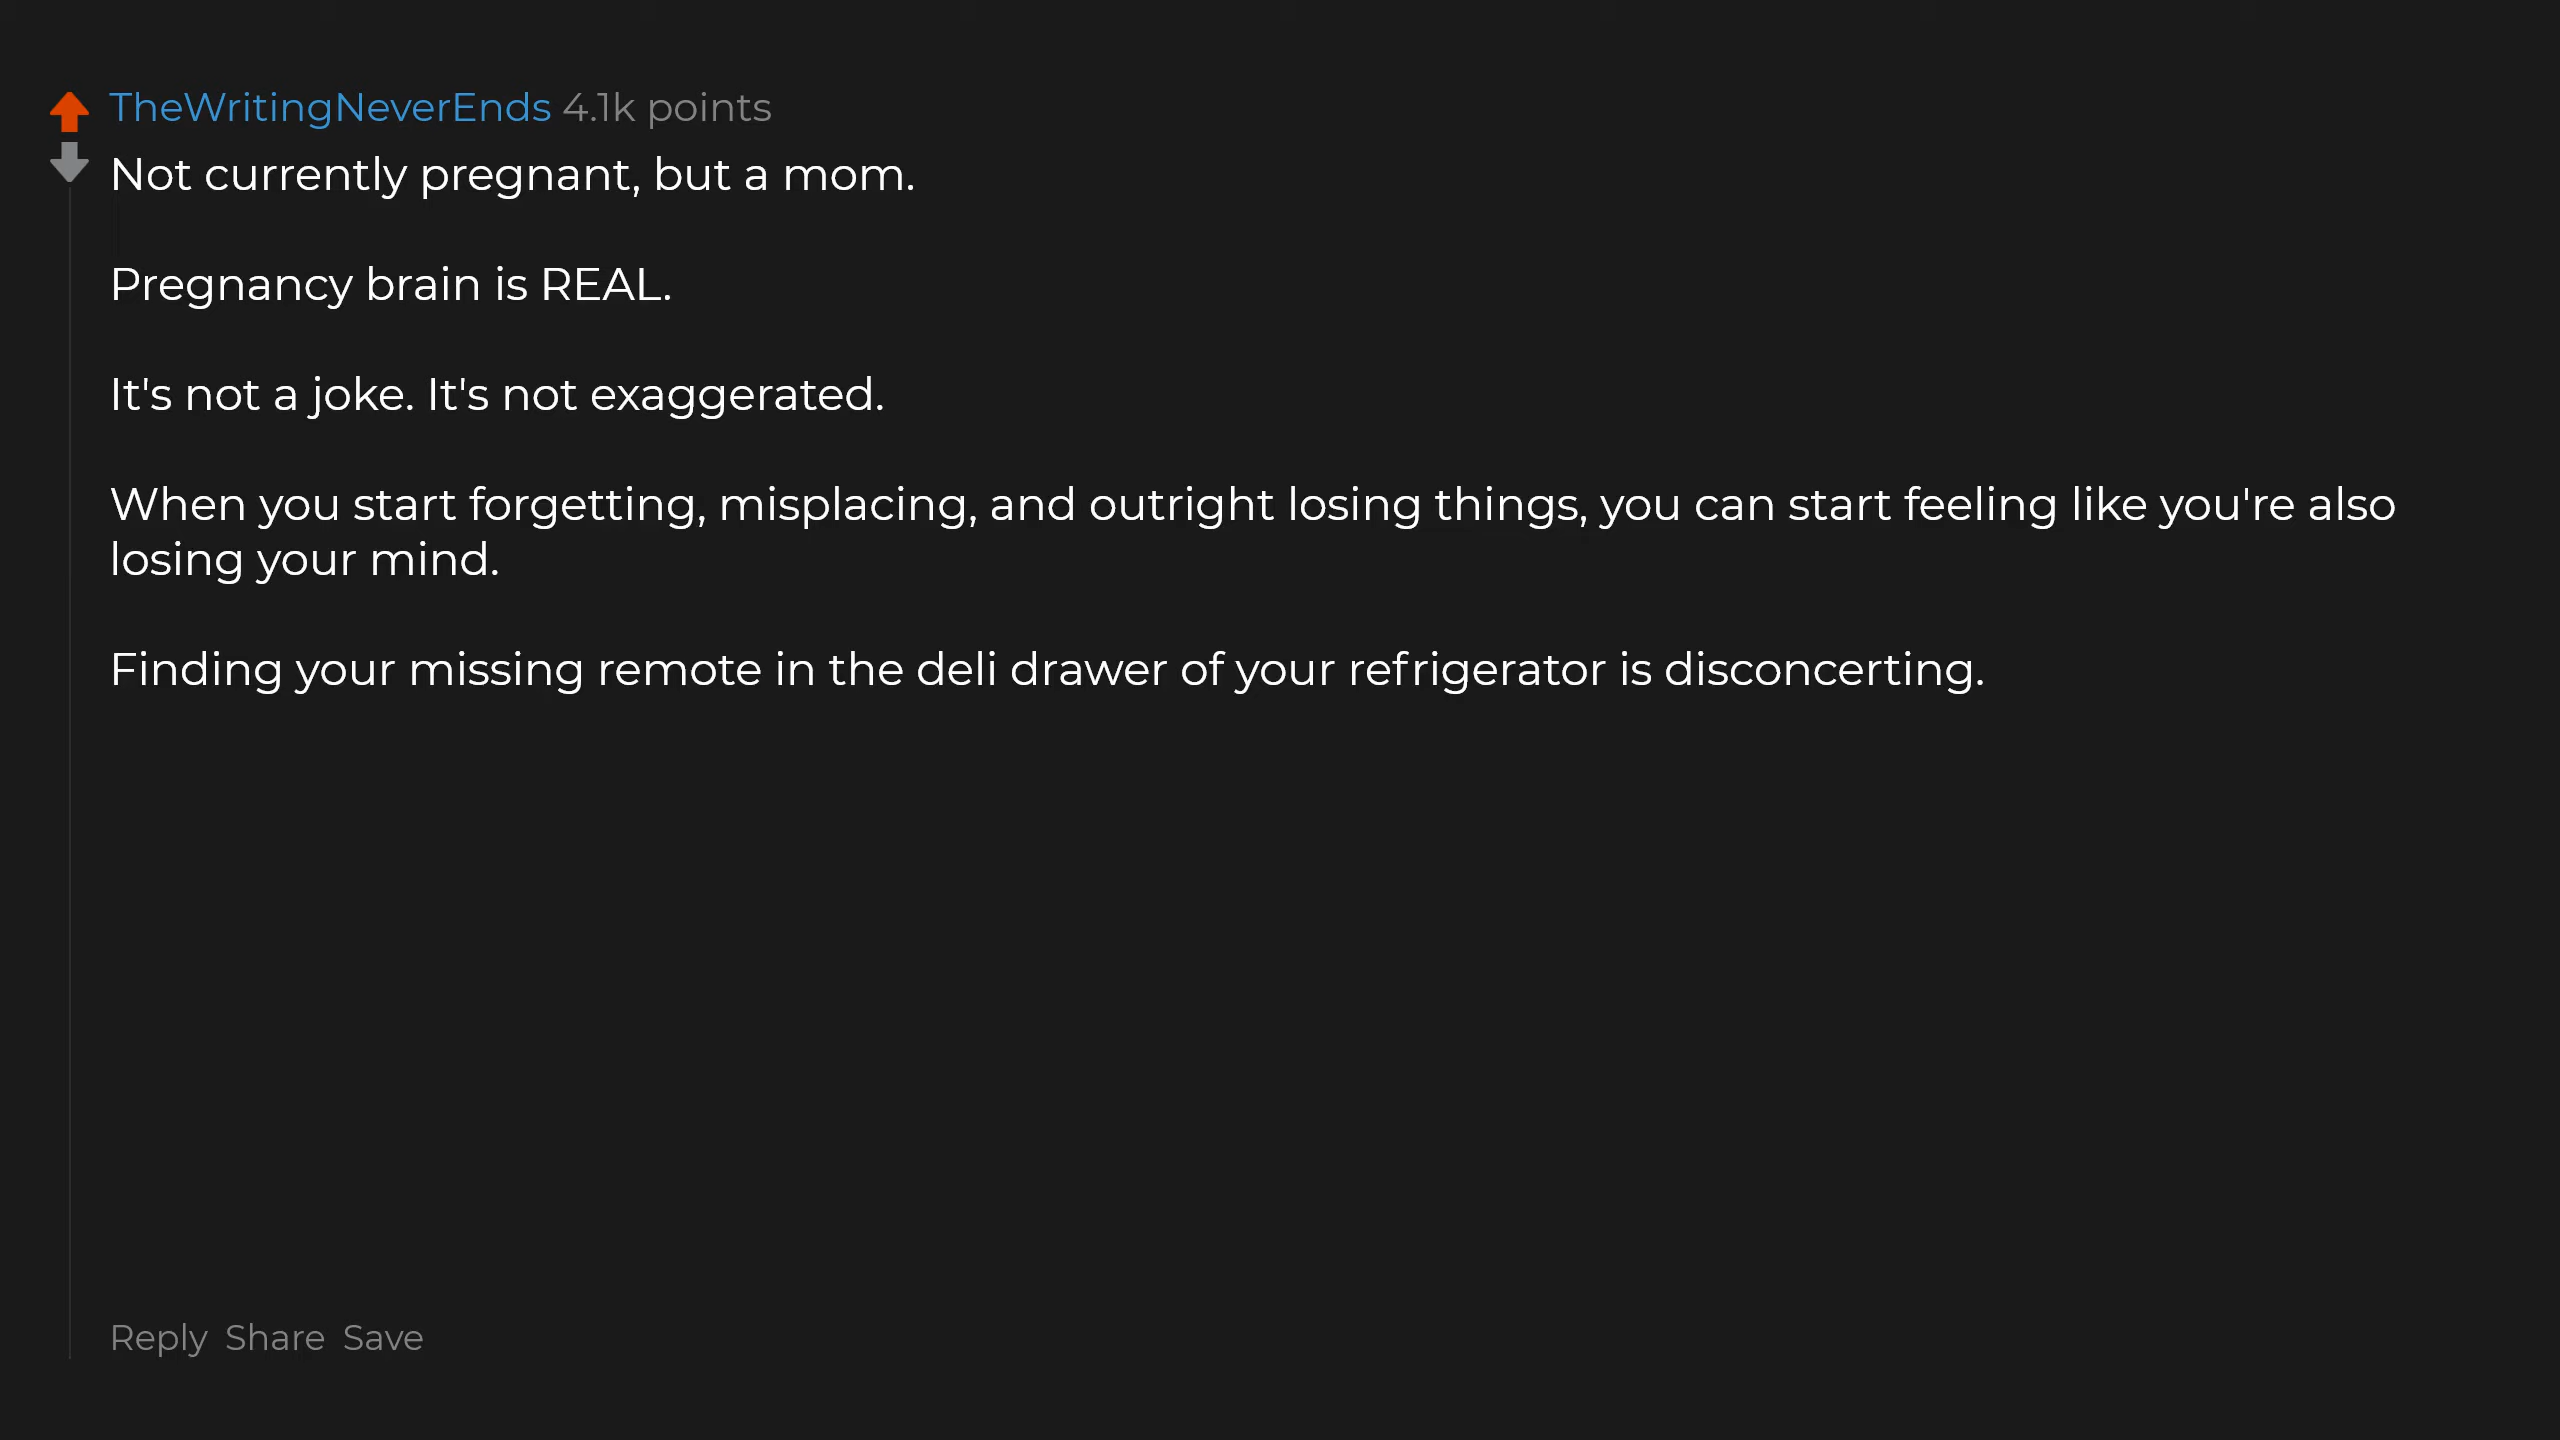 TheWritingNeverEnds 4.1k points
Not currently pregnant, but a mom.
Pregnancy brain is REAL.
It's not a joke. It's not exaggerated.
When you start forgetting, misplacing, and outright losing things, you can start feeling like you're also
losing your mind.
Finding your missing remote in the deli drawer of your refrigerator is disconcerting.
Reply Share Save